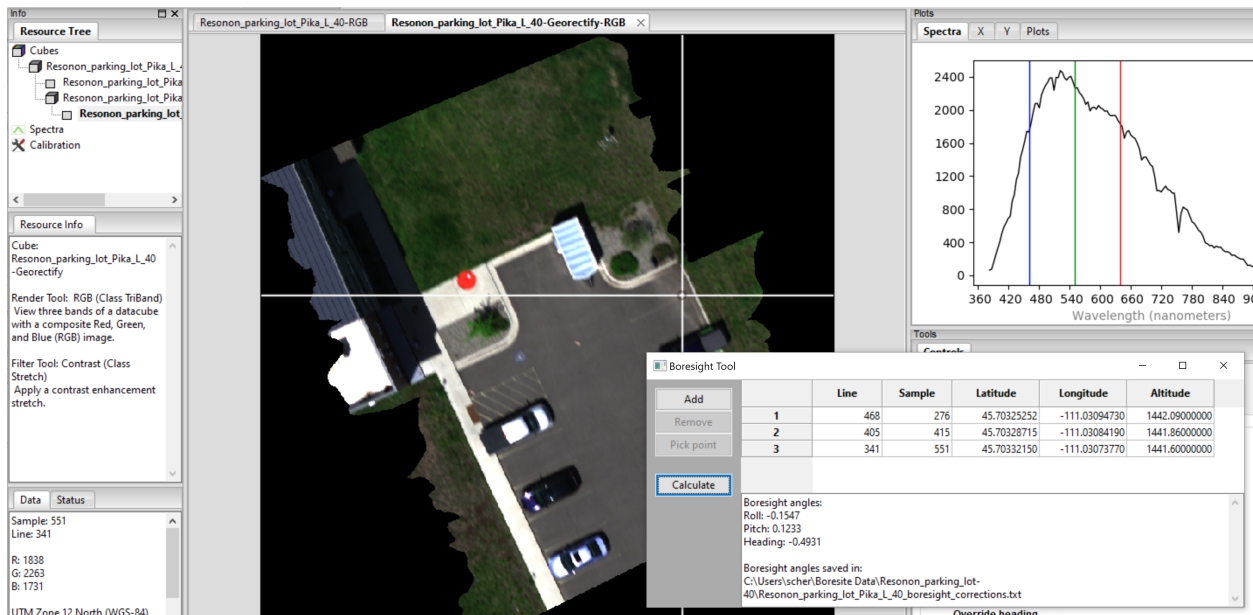 Info
Resource Tree
Cubes
Resonon_parking_lot_Pika_L_4
Resonon_parking_lot_Pika
Resonon_parking_lot_Pika
Resonon_parking_lot_
Spectra
Calibration
Resource Info
Cube:
Resonon_parking_lot_Pika_L_40
-Georectify
Render Tool: RGB (Class TriBand)
View three bands of a datacube
with a composite Red, Green,
and Blue (RGB) image.
Filter Tool: Contrast (Class
Stretch)
Apply a contrast enhancement
stretch.
Data Status
Sample: 551
Line: 341
R: 1838
G: 2263
B: 1731
UTM Zone 12 North (WGS-84)
Resonon_parking_lot_Pika_L_40-RGB Resonon_parking_lot_Pika_L_40-Georectify-RGB
Plots
Spectra X Y Plots
2400
2000
1600
1200
800
400
0
360 420 480 540 600 660 720 780 840 90
Wavelength (nanometers)
Tools
Controls
Boresight Tool
Add
Remove
Pick point
Calculate
Line Sample Latitude Longitude Altitude
1 468 276 45.70325252 -111.03094730 1442.09000000
2 405 415 45.70328715 -111.03084190 1441.86000000
3 341 551 45.70332150 -111.03073770 1441.60000000
Boresight angles:
Roll: -0.1547
Pitch: 0.1233
Heading: -0.4931
Boresight angles saved in:
C:\Users\scher\Boresite Data\Resonon_parking_lot-
40\Resonon_parking_lot_Pika_L_40_boresight_corrections.txt
Override heading